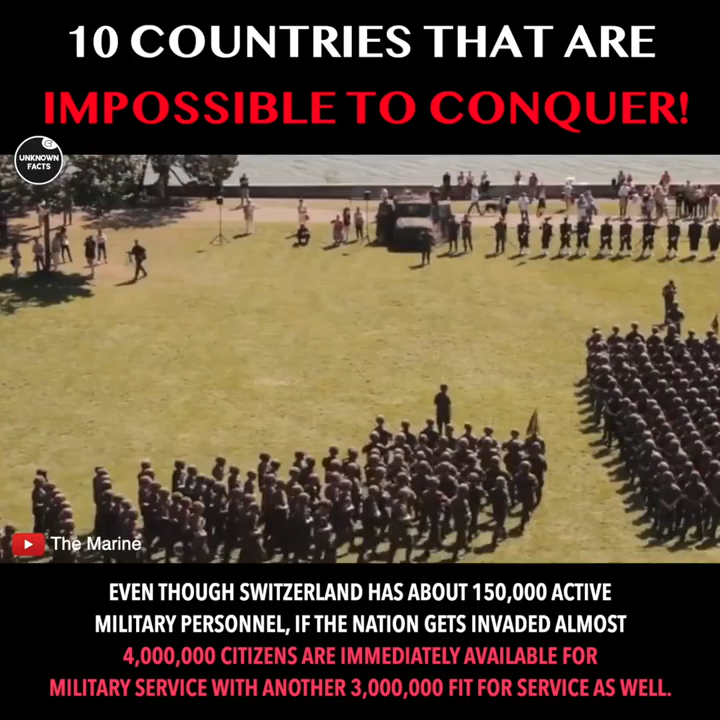 10 COUNTRIES THAT ARE
IMPOSSIBLE TO CONQUER!
UNKNOWN
FACTS
The Marine
EVEN THOUGH SWITZERLAND HAS ABOUT 150,000 ACTIVE
MILITARY PERSONNEL, IF THE NATION GETS INVADED ALMOST
4,000,000 CITIZENS ARE IMMEDIATELY AVAILABLE FOR
MILITARY SERVICE WITH ANOTHER 3,000,000 FIT FOR SERVICE AS WELL.